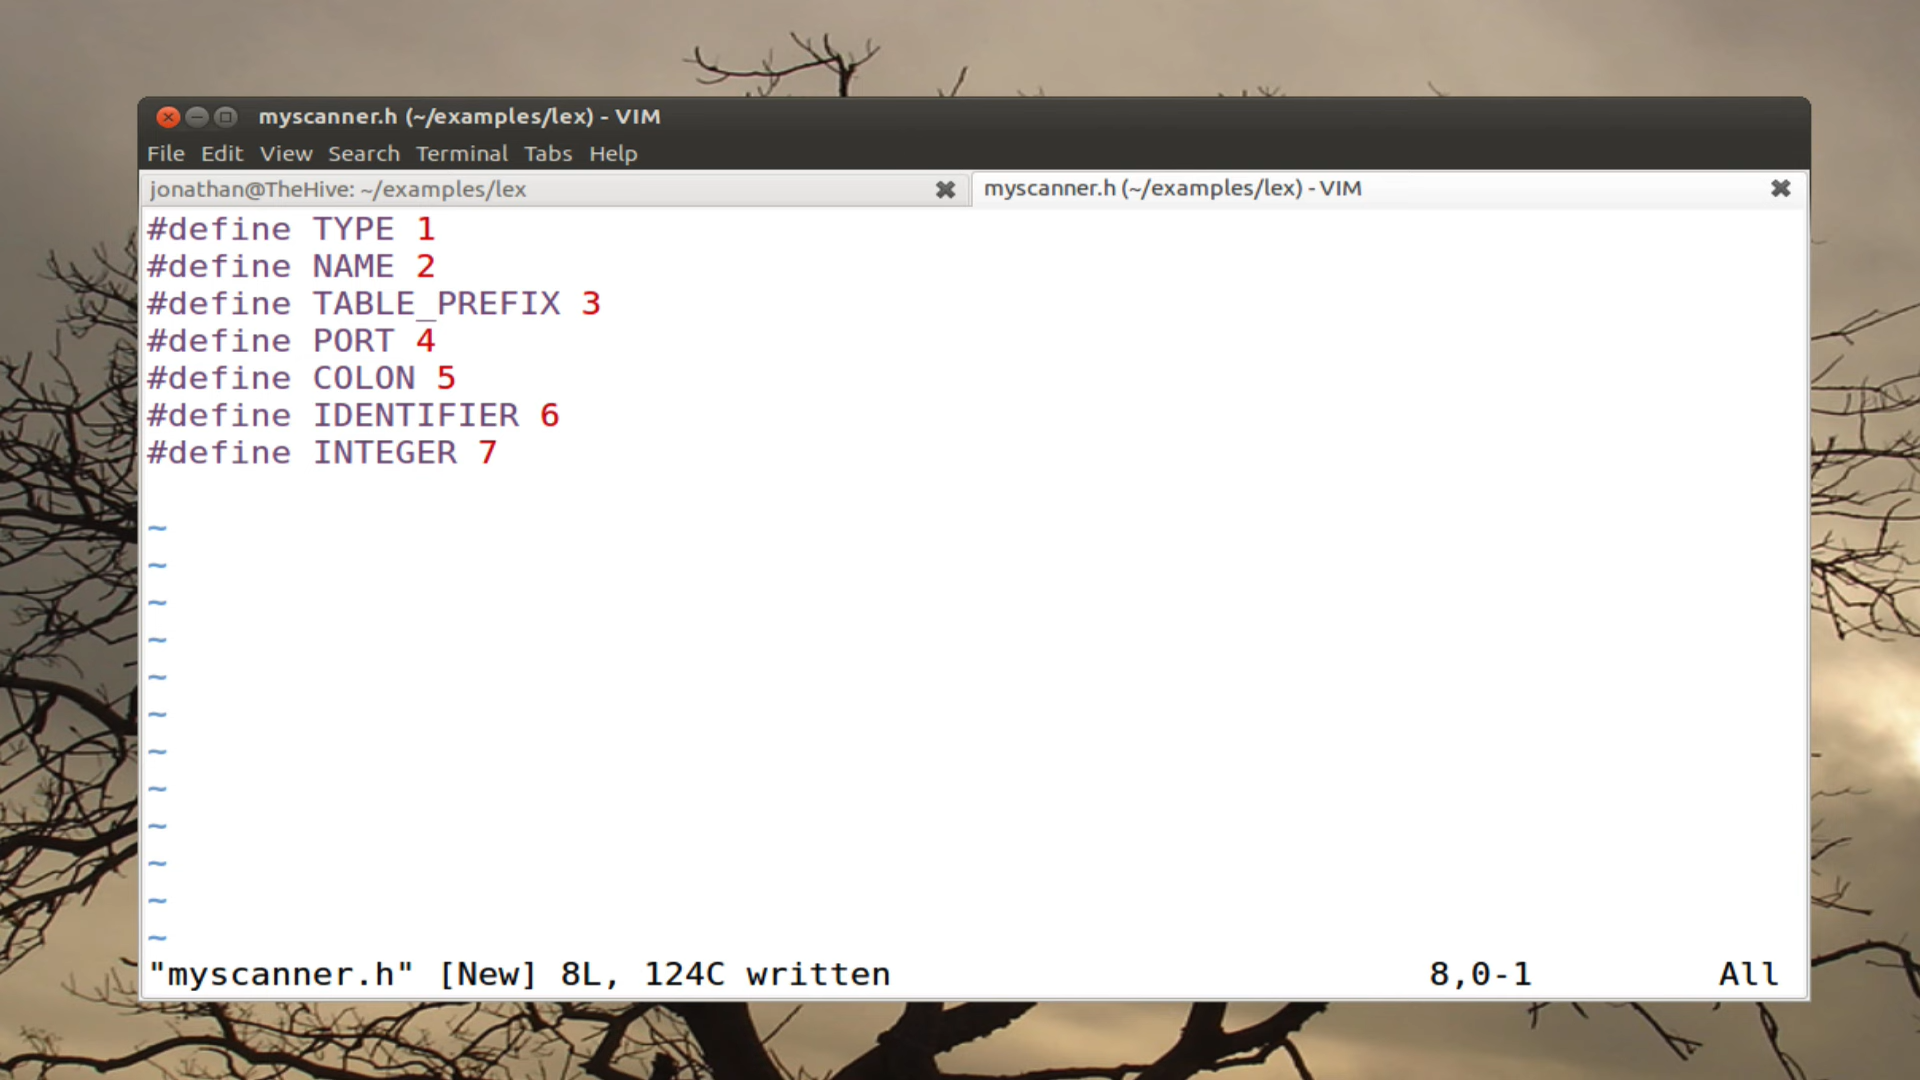 myscanner.h (~/examples/lex) - VIM
File Edit View Search Terminal Tabs Help
jonathan@TheHive: ~/examples/lex
myscanner.h (~/examples/lex) - VIM
#define TYPE 1
#define NAME 2
#define TABLE_PREFIX 3
#define PORT 4
#define COLON 5
#define IDENTIFIER 6
#define INTEGER 7
~
~
~
~
~
~
~
~
~
~
~
~
"myscanner.h" [New] 8L, 124C written 8,0-1 All